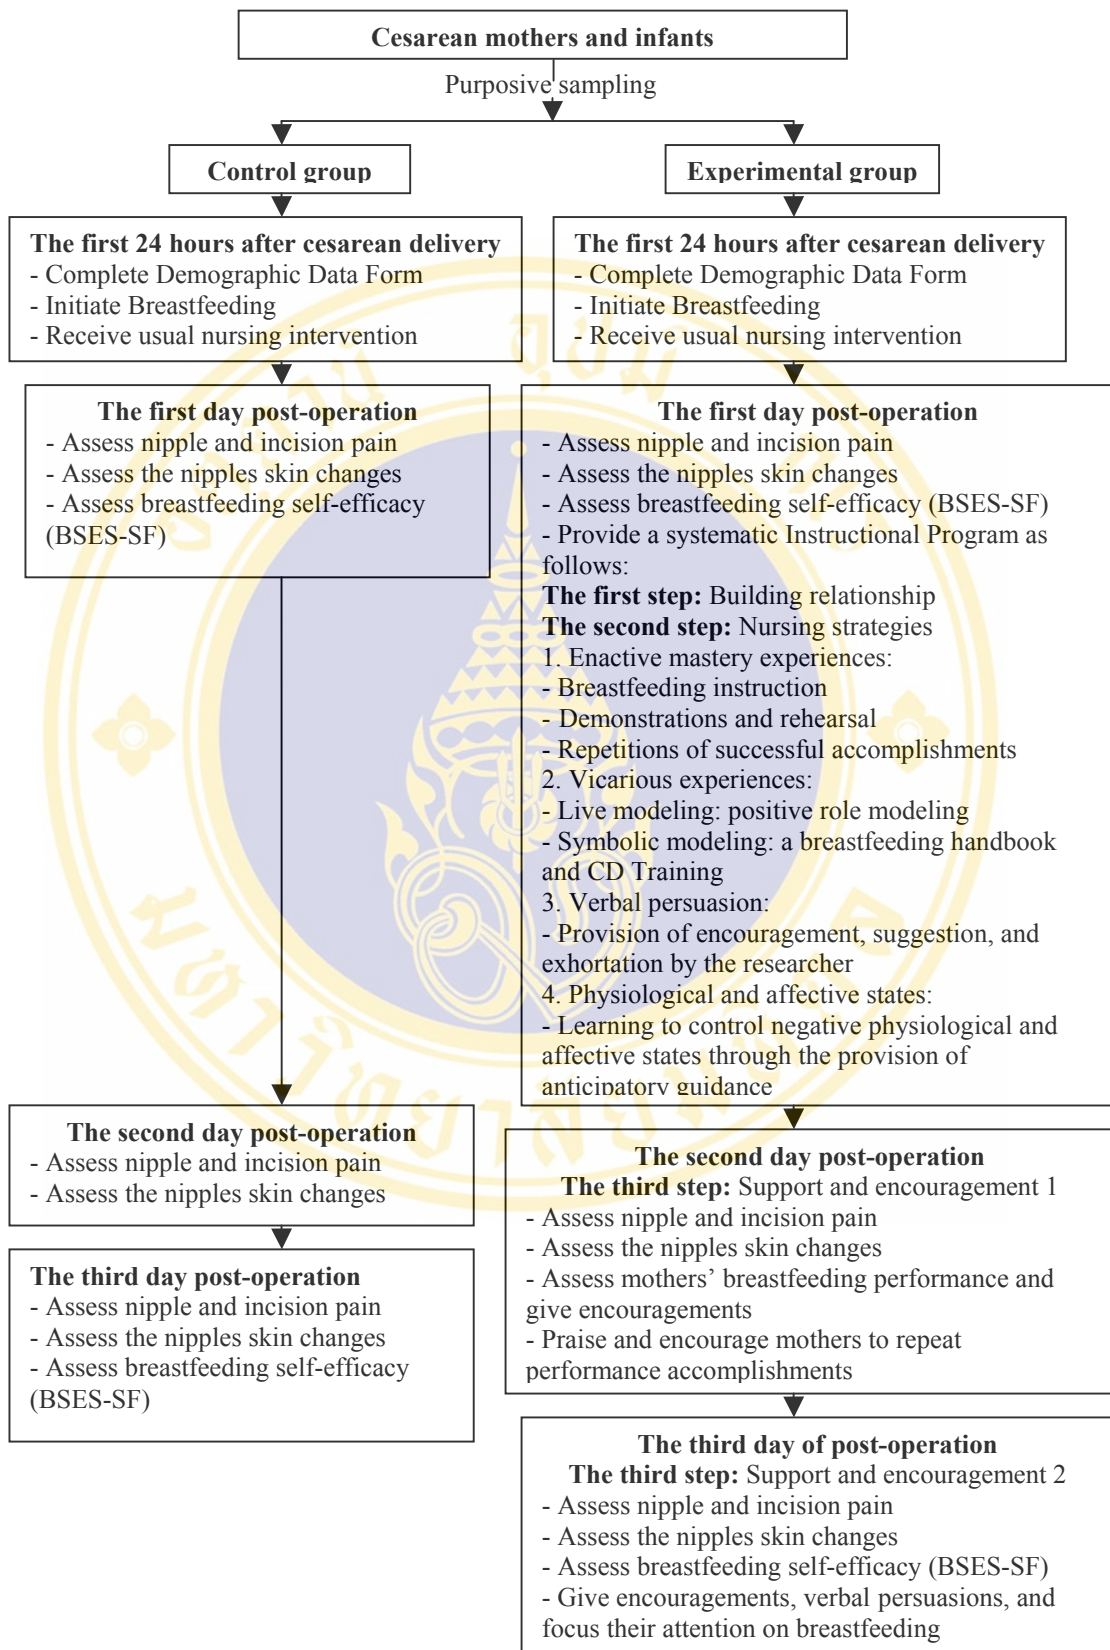 Cesarean mothers and infants
Purposive sampling
Control group
The first 24 hours after cesarean delivery
- Complete Demographic Data Form
- Initiate Breastfeeding
- Receive usual nursing intervention
The first day post-operation
- Assess nipple and incision pain
- Assess the nipples skin changes
- Assess breastfeeding self-efficacy
(BSES-SF)
The second day post-operation
- Assess nipple and incision pain
- Assess the nipples skin changes
The third day post-operation
- Assess nipple and incision pain
- Assess the nipples skin changes
- Assess breastfeeding self-efficacy
(BSES-SF)
Experimental group
The first 24 hours after cesarean delivery
- Complete Demographic Data Form
- Initiate Breastfeeding
- Receive usual nursing intervention
The first day post-operation
- Assess nipple and incision pain
- Assess the nipples skin changes
- Assess breastfeeding self-efficacy (BSES-SF)
- Provide a systematic Instructional Program as
follows:
The first step: Building relationship
The second step: Nursing strategies
1. Enactive mastery experiences:
- Breastfeeding instruction
- Demonstrations and rehearsal
- Repetitions of successful accomplishments
2. Vicarious experiences:
- Live modeling: positive role modeling
- Symbolic modeling: a breastfeeding handbook
and CD Training
3. Verbal persuasion:
- Provision of encouragement, suggestion, and
exhortation by the researcher
4. Physiological and affective states:
- Learning to control negative physiological and
affective states through the provision of
anticipatory guidance
The second day post-operation
The third step: Support and encouragement 1
- Assess nipple and incision pain
- Assess the nipples skin changes
- Assess mothers’ breastfeeding performance and
give encouragements
- Praise and encourage mothers to repeat
performance accomplishments
The third day of post-operation
The third step: Support and encouragement 2
- Assess nipple and incision pain
- Assess the nipples skin changes
- Assess breastfeeding self-efficacy (BSES-SF)
- Give encouragements, verbal persuasions, and
focus their attention on breastfeeding
มหาวิทยาลัยมหิดล